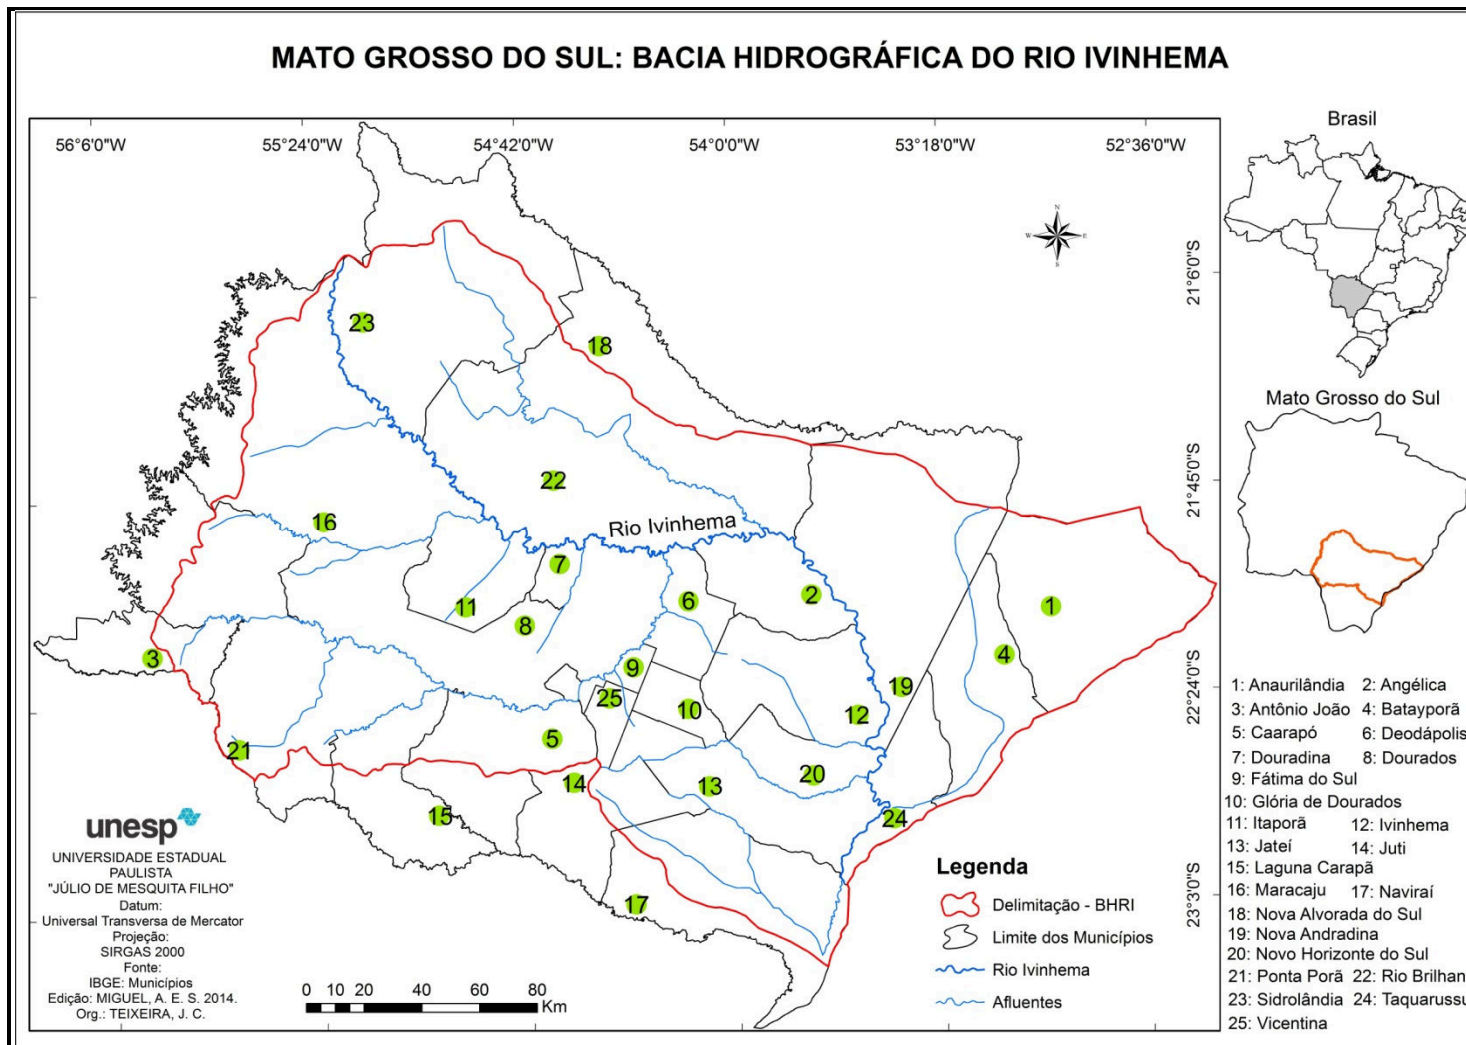 MATO GROSSO DO SUL: BACIA HIDROGRÁFICA DO RIO IVINHEMA
56°6'0"W 55°24'0"W 54°42'0"W 54°0'0"W 53°18'0"W 52°36'0"W
Brasil
N
W E
S
21°6'0"S
23
18
Mato Grosso do Sul
22
21°45'0"S
16
Rio Ivinhema
7
11
6
2
1
8
3
9
4
22°24'0"S
25
10
12
19
21
5
14
13
20
15
24
17
23°3'0"S
1: Anaurilândia 2: Angélica
3: Antônio João 4: Batayporã
5: Caarapó 6: Deodápolis
7: Douradina 8: Dourados
9: Fátima do Sul
10: Glória de Dourados
11: Itaporã 12: Ivinhema
13: Jateí 14: Juti
15: Laguna Carapã
16: Maracaju 17: Naviraí
18: Nova Alvorada do Sul
19: Nova Andradina
20: Novo Horizonte do Sul
21: Ponta Porã 22: Rio Brilhan
23: Sidrolândia 24: Taquarussu
25: Vicentina
unesp
UNIVERSIDADE ESTADUAL
PAULISTA
"JÚLIO DE MESQUITA FILHO"
Datum:
Universal Transversa de Mercator
Projeção:
SIRGAS 2000
Fonte:
IBGE: Municípios
Edição: MIGUEL, A. E. S. 2014.
Org.: TEIXEIRA, J. C.
0 10 20 40 60 80
Km
Legenda
Delimitação - BHRI
Limite dos Municípios
Rio Ivinhema
Afluentes